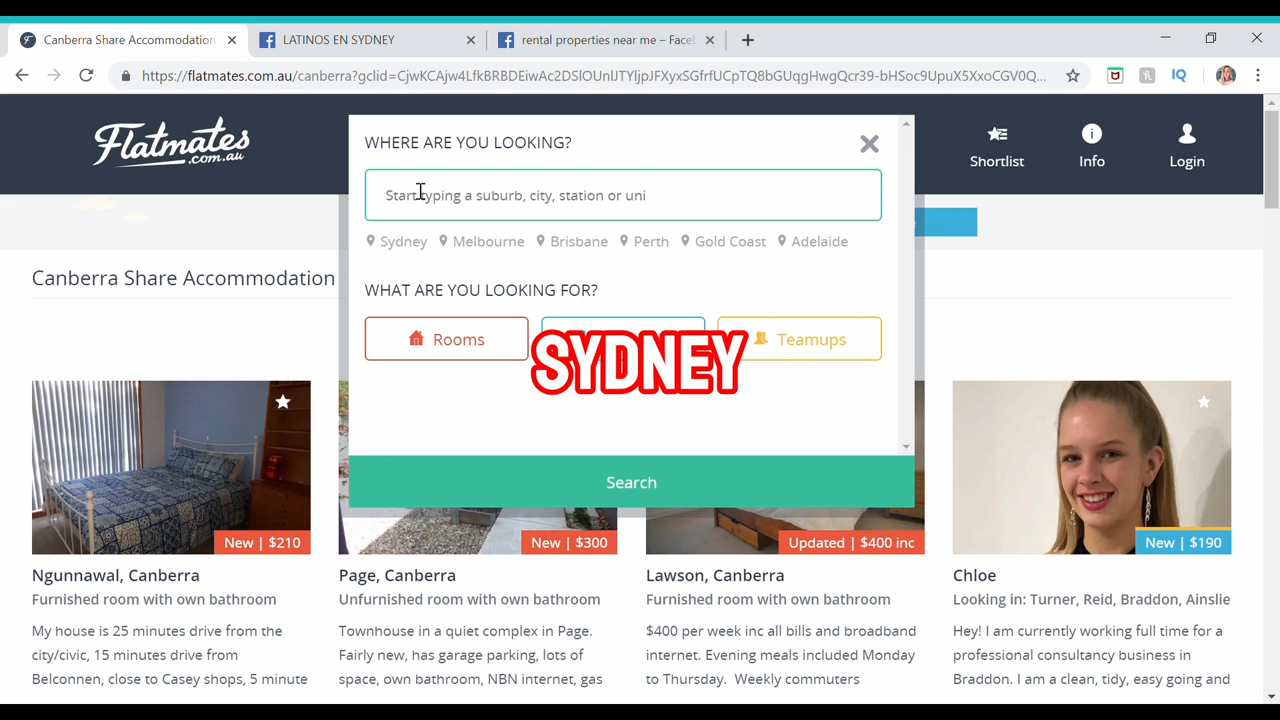 Canberra Share Accommodation
LATINOS EN SYDNEY
rental properties near me – Face
https://flatmates.com.au/canberra?gclid=CjwKCAjw4LfkBRBDEiwAc2DSlOUnlJTYljpJFXyxSGfrfUCpTQ8bGUqgHwgQcr39-bHSoc9UpuX5XxoCGV0Q...
Flatmates
.com.au
Shortlist
Info
Login
WHERE ARE YOU LOOKING?
Start typing a suburb, city, station or uni
Sydney Melbourne Brisbane Perth Gold Coast Adelaide
Canberra Share Accommodation
WHAT ARE YOU LOOKING FOR?
Rooms
Teamups
SYDNEY
Search
New | $210
New | $300
Updated | $400 inc
New | $190
Ngunnawal, Canberra
Furnished room with own bathroom
My house is 25 minutes drive from the
city/civic, 15 minutes drive from
Belconnen, close to Casey shops, 5 minute
Page, Canberra
Unfurnished room with own bathroom
Townhouse in a quiet complex in Page.
Fairly new, has garage parking, lots of
space, own bathroom, NBN internet, gas
Lawson, Canberra
Furnished room with own bathroom
$400 per week inc all bills and broadband
internet. Evening meals included Monday
to Thursday. Weekly commuters
Chloe
Looking in: Turner, Reid, Braddon, Ainslie
Hey! I am currently working full time for a
professional consultancy business in
Braddon. I am a clean, tidy, easy going and